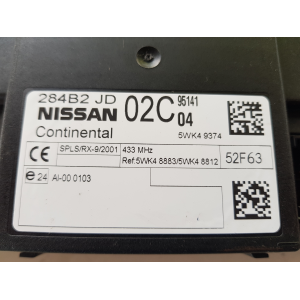 284B2 JD
NISSAN 02C 95141 04
Continental 5WK4 9374
CE SPLS/RX-9/2001 433 MHz
Ref:5WK4 8883/5WK4 8812 52F63
e24 AI-00 0103